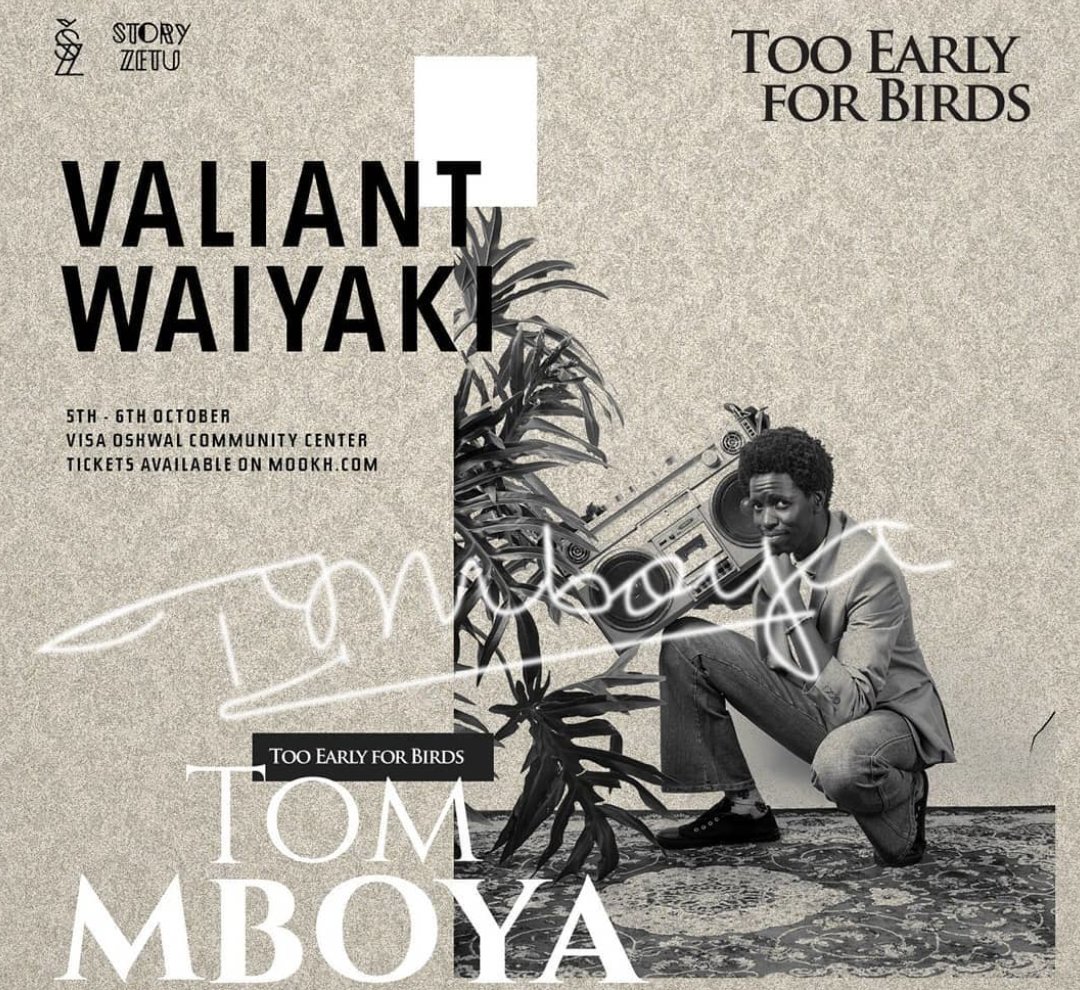 STORY
ZETU
TOO EARLY
FOR BIRDS
VALIANT
WAIYAKI
5TH - 6TH OCTOBER
VISA OSHWAL COMMUNITY CENTER
TICKETS AVAILABLE ON MOOKH.COM
TMboya
TOO EARLY FOR BIRDS
TOM
MBOYA